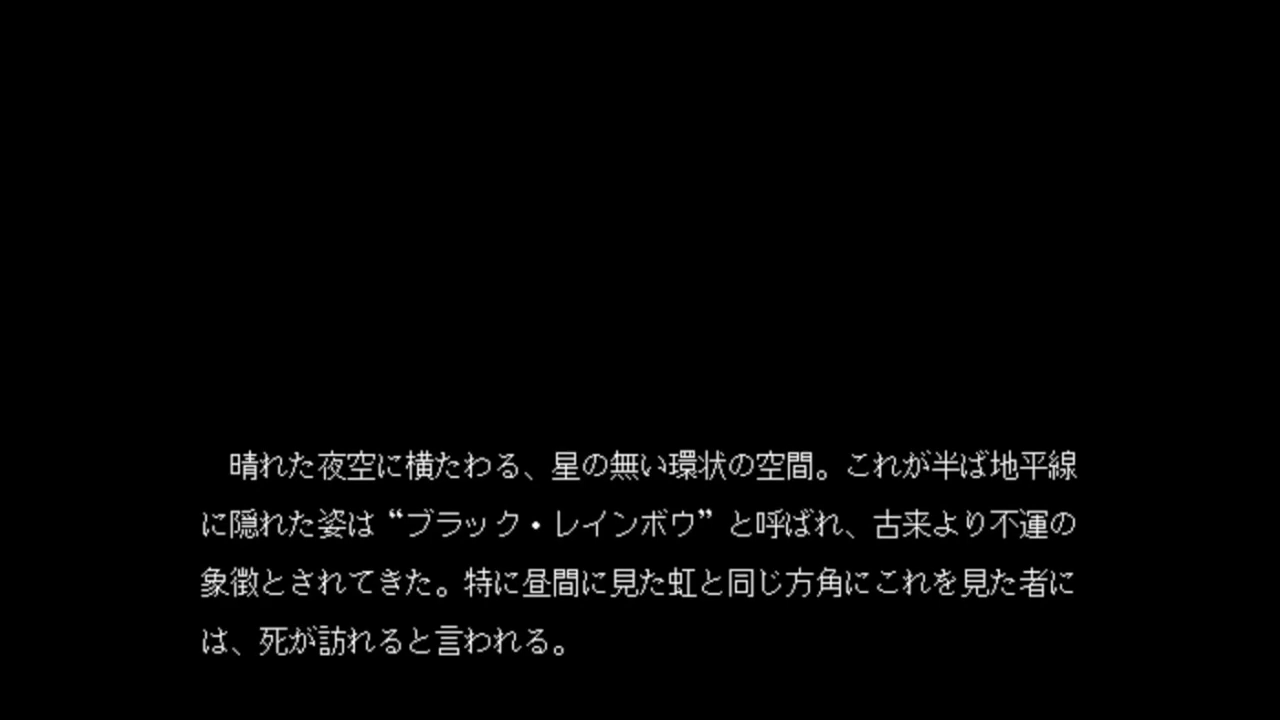 晴れた夜空に横たわる、星の無い環状の空間。これが半ば地平線
に隠れた姿は“ブラック・レインボウ”と呼ばれ、古来より不運の
象徴とされてきた。特に昼間に見た虹と同じ方角にこれを見た者に
は、死が訪れると言われる。